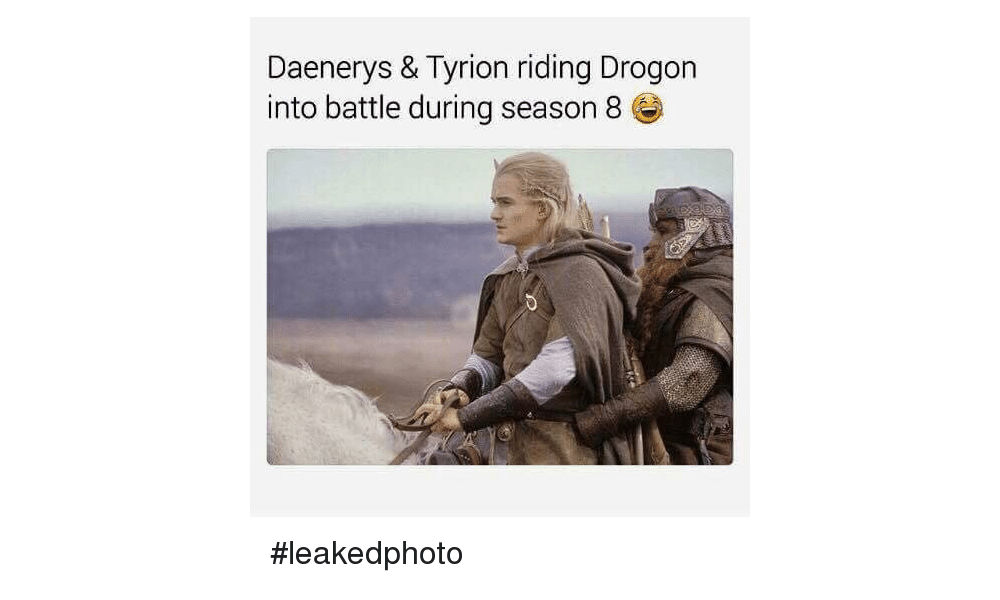 Daenerys & Tyrion riding Drogon
into battle during season 8 😂
#leakedphoto